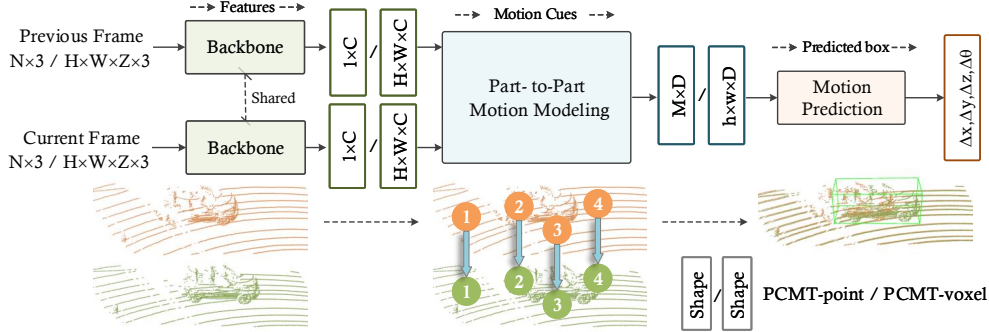 Features
Motion Cues
Previous Frame
N×3 / H×W×Z×3
Backbone
1×C
/
H×W×C
Part- to-Part
Motion Modeling
M×D
/
h×w×D
Predicted box
Motion
Prediction
Δx,Δy,Δz,Δθ
Shared
Current Frame
N×3 / H×W×Z×3
Backbone
1×C
/
H×W×C
1
2
3
4
1
2
3
4
Shape
/
Shape
PCMT-point / PCMT-voxel